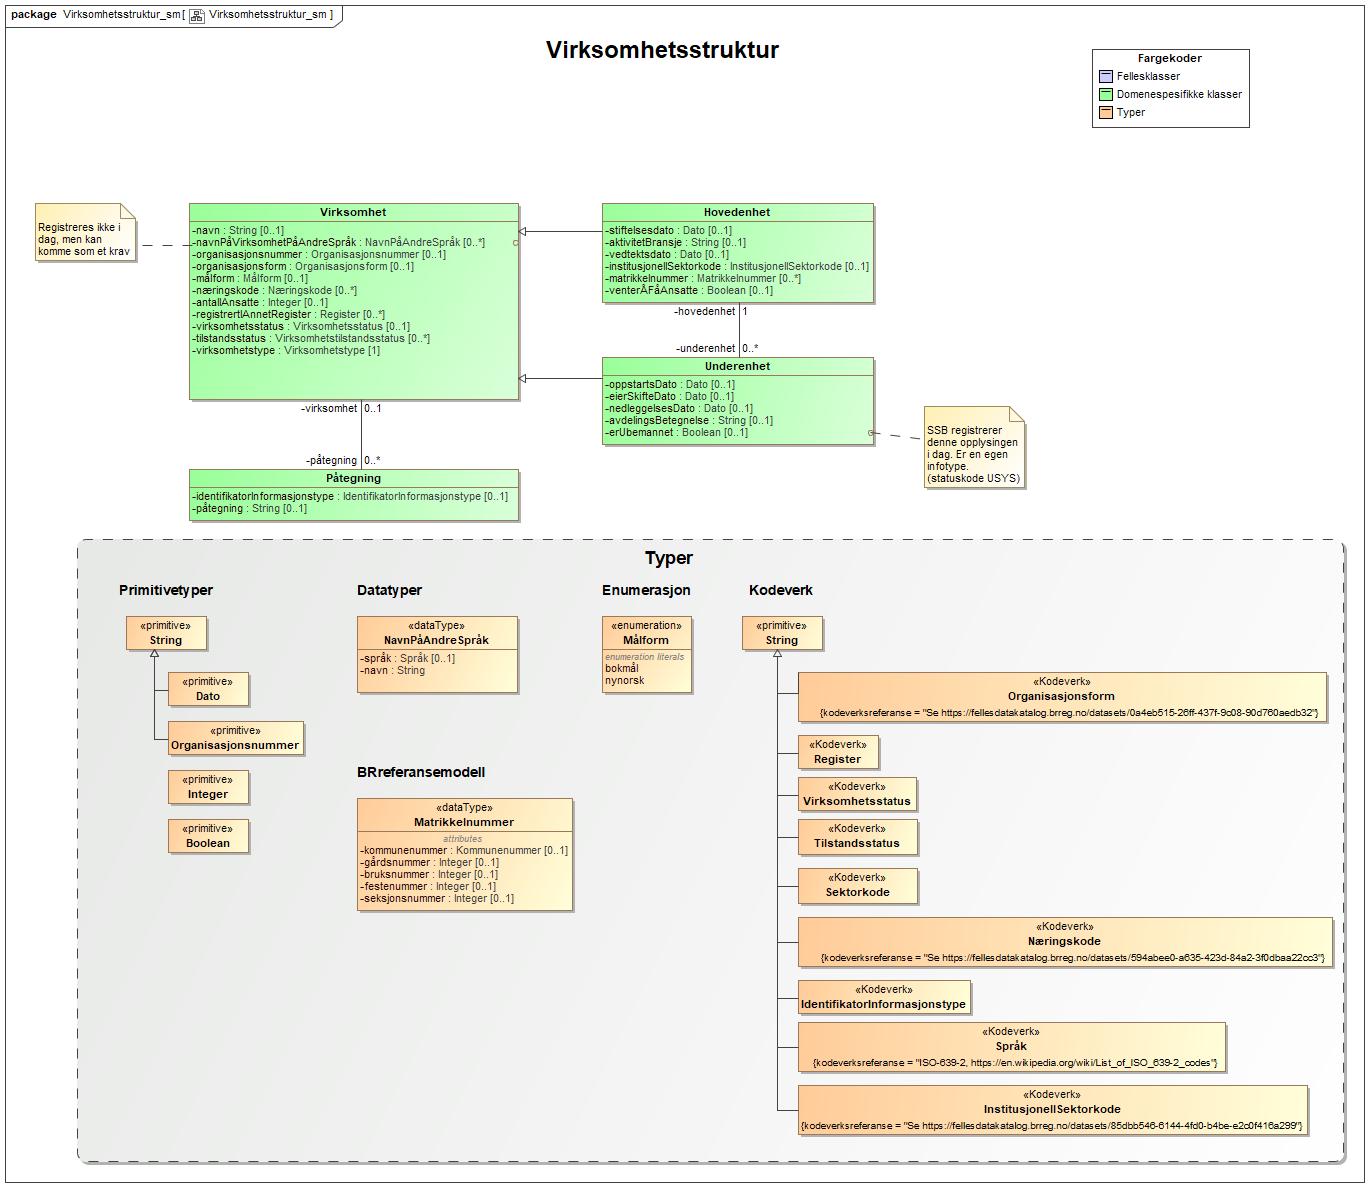 package Virksomhetsstruktur_sm[ Virksomhetsstruktur_sm ]
Virksomhetsstruktur
Fargekoder
Fellesklasser
Domenespesifikke klasser
Typer
Registreres ikke i
dag, men kan
komme som et krav
Virksomhet
-navn : String [0..1]
-navnPåVirksomhetPåAndreSpråk : NavnPåAndreSpråk [0..*]
-organisasjonsnummer : Organisasjonsnummer [0..1]
-organisasjonsform : Organisasjonsform [0..1]
-målform : Målform [0..1]
-næringskode : Næringskode [0..*]
-antallAnsatte : Integer [0..1]
-registrertIAnnetRegister : Register [0..*]
-virksomhetsstatus : Virksomhetsstatus [0..1]
-tilstandsstatus : Virksomhetstilstandsstatus [0..*]
-virksomhetstype : Virksomhetstype [1]
Hovedenhet
-stiftelsesdato : Dato [0..1]
-aktivitetBransje : String [0..1]
-vedtektsdato : Dato [0..1]
-institusjonellSektorkode : InstitusjonellSektorkode [0..1]
-matrikkelnummer : Matrikkelnummer [0..*]
-venterÅFåAnsatte : Boolean [0..1]
-hovedenhet 1
-underenhet 0..*
Underenhet
-oppstartsDato : Dato [0..1]
-eierSkifteDato : Dato [0..1]
-nedleggelsesDato : Dato [0..1]
-avdelingsBetegnelse : String [0..1]
-erUbemannet : Boolean [0..1]
SSB registrerer
denne opplysingen
i dag. Er en egen
infotype.
(statuskode USYS)
-virksomhet 0..1
-påtegning 0..*
Påtegning
-identifikatorInformasjonstype : IdentifikatorInformasjonstype [0..1]
-påtegning : String [0..1]
Typer
Primitivetyper
«primitive»
String
«primitive»
Dato
«primitive»
Organisasjonsnummer
«primitive»
Integer
«primitive»
Boolean
Datatyper
«dataType»
NavnPåAndreSpråk
-språk : Språk [0..1]
-navn : String
BRreferansemodell
«dataType»
Matrikkelnummer
attributes
-kommunenummer : Kommunenummer [0..1]
-gårdsnummer : Integer [0..1]
-bruksnummer : Integer [0..1]
-festenummer : Integer [0..1]
-seksjonsnummer : Integer [0..1]
Enumerasjon
«enumeration»
Målform
enumeration literals
bokmål
nynorsk
Kodeverk
«primitive»
String
«Kodeverk»
Organisasjonsform
{kodeverksreferanse = "Se https://fellesdatakatalog.brreg.no/datasets/0a4eb515-26ff-437f-9c08-90d760aedb32"}
«Kodeverk»
Register
«Kodeverk»
Virksomhetsstatus
«Kodeverk»
Tilstandsstatus
«Kodeverk»
Sektorkode
«Kodeverk»
Næringskode
{kodeverksreferanse = "Se https://fellesdatakatalog.brreg.no/datasets/594abee0-a635-423d-84a2-3f0dbaa22cc3"}
«Kodeverk»
IdentifikatorInformasjonstype
«Kodeverk»
Språk
{kodeverksreferanse = "ISO-639-2, https://en.wikipedia.org/wiki/List_of_ISO_639-2_codes"}
«Kodeverk»
InstitusjonellSektorkode
{kodeverksreferanse = "Se https://fellesdatakatalog.brreg.no/datasets/85dbb546-6144-4fd0-b4be-e2c0f416a299"}